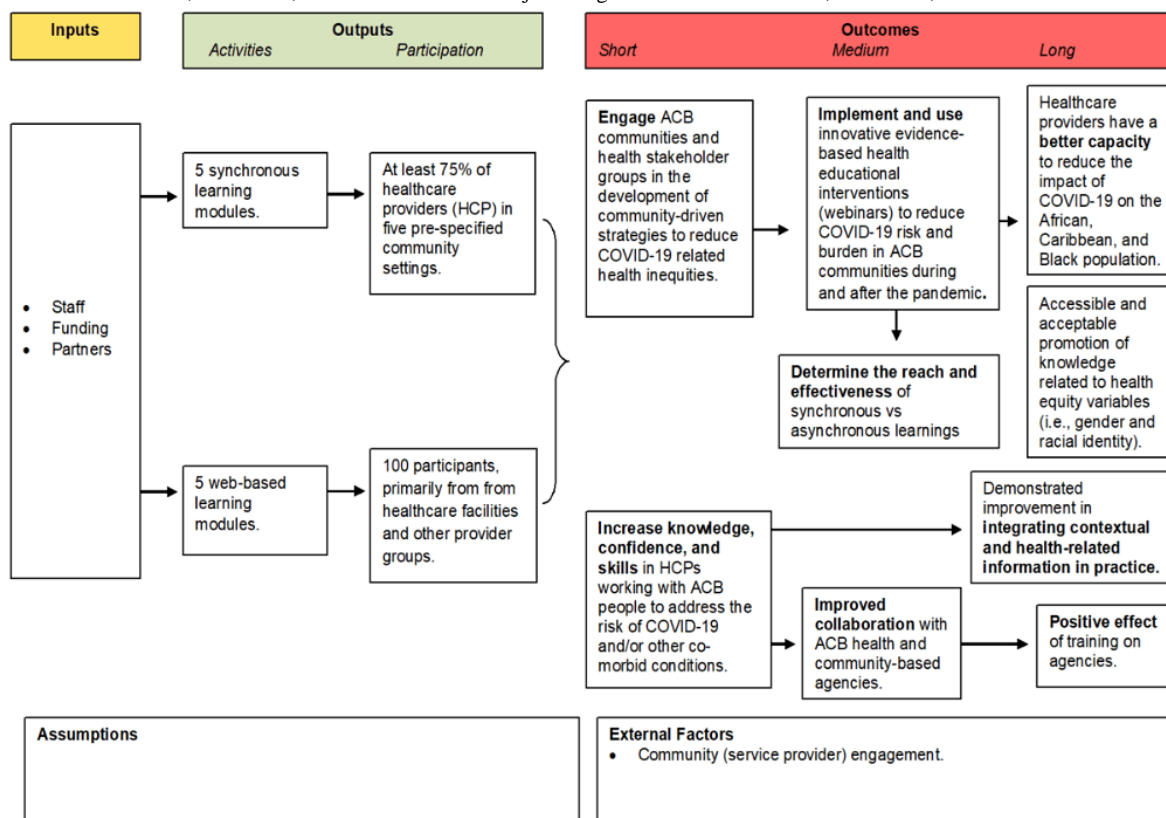 Inputs
Outputs
Activities Participation
Outcomes
Short Medium Long
• Staff
• Funding
• Partners
5 synchronous
learning
modules.
At least 75% of
healthcare
providers (HCP) in
five pre-specified
community
settings.
5 web-based
learning
modules.
100 participants,
primarily from from
healthcare facilities
and other provider
groups.
Engage ACB
communities and
health stakeholder
groups in the
development of
community-driven
strategies to reduce
COVID-19 related
health inequities.
Implement and use
innovative evidence-
based health
educational
interventions
(webinars) to reduce
COVID-19 risk and
burden in ACB
communities during
and after the pandemic.
Healthcare
providers have a
better capacity
to reduce the
impact of
COVID-19 on the
African,
Caribbean, and
Black population.
Determine the reach and
effectiveness of
synchronous vs
asynchronous learnings
Accessible and
acceptable
promotion of
knowledge
related to health
equity variables
(i.e., gender and
racial identity).
Increase knowledge,
confidence, and
skills in HCPs
working with ACB
people to address the
risk of COVID-19
and/or other co-
morbid conditions.
Demonstrated
improvement in
integrating contextual
and health-related
information in practice.
Improved
collaboration with
ACB health and
community-based
agencies.
Positive effect
of training on
agencies.
Assumptions
External Factors
• Community (service provider) engagement.